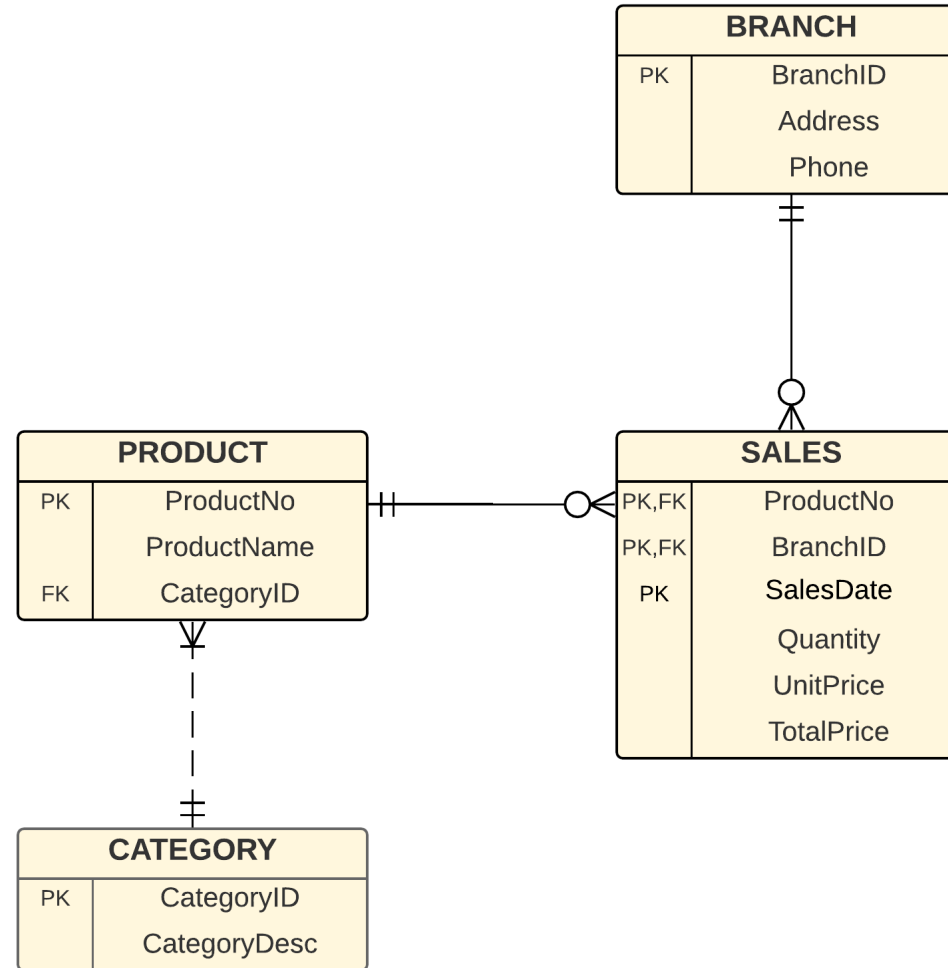 BRANCH
PK BranchID
Address
Phone
PRODUCT
PK ProductNo
ProductName
FK CategoryID
SALES
PK,FK ProductNo
PK,FK BranchID
PK SalesDate
Quantity
UnitPrice
TotalPrice
CATEGORY
PK CategoryID
CategoryDesc